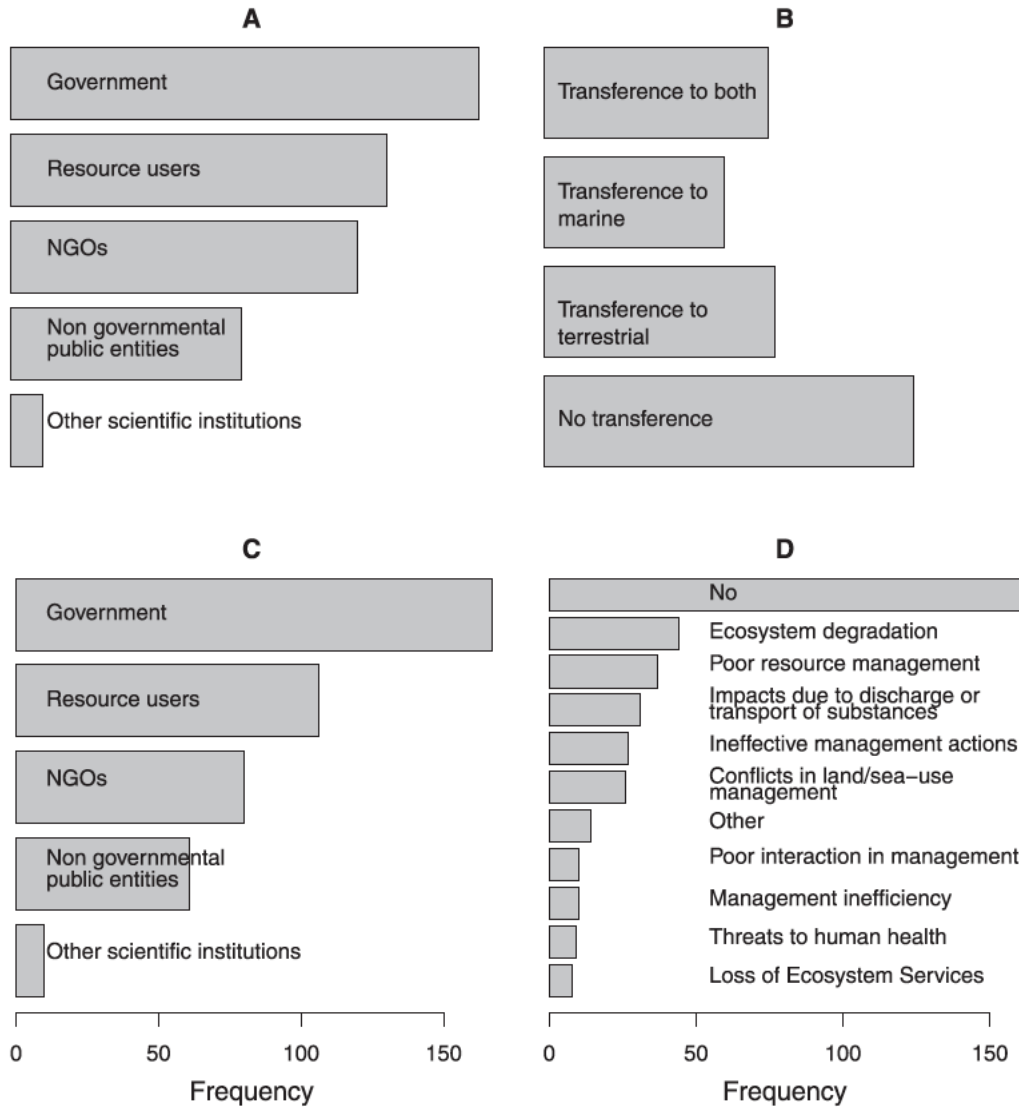 A
Government
Resource users
NGOs
Non governmental
public entities
Other scientific institutions
B
Transference to both
Transference to
marine
Transference to
terrestrial
No transference
C
Government
Resource users
NGOs
Non governmental
public entities
Other scientific institutions
0 50 100 150
Frequency
D
No
Ecosystem degradation
Poor resource management
Impacts due to discharge or
transport of substances
Ineffective management actions
Conflicts in land/sea−use
management
Other
Poor interaction in management
Management inefficiency
Threats to human health
Loss of Ecosystem Services
0 50 100 150
Frequency